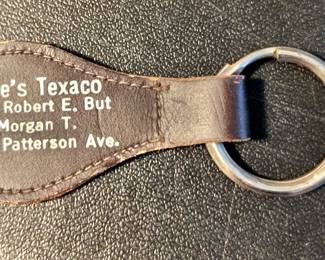 e's Texaco
Robert E. But
Morgan T.
Patterson Ave.